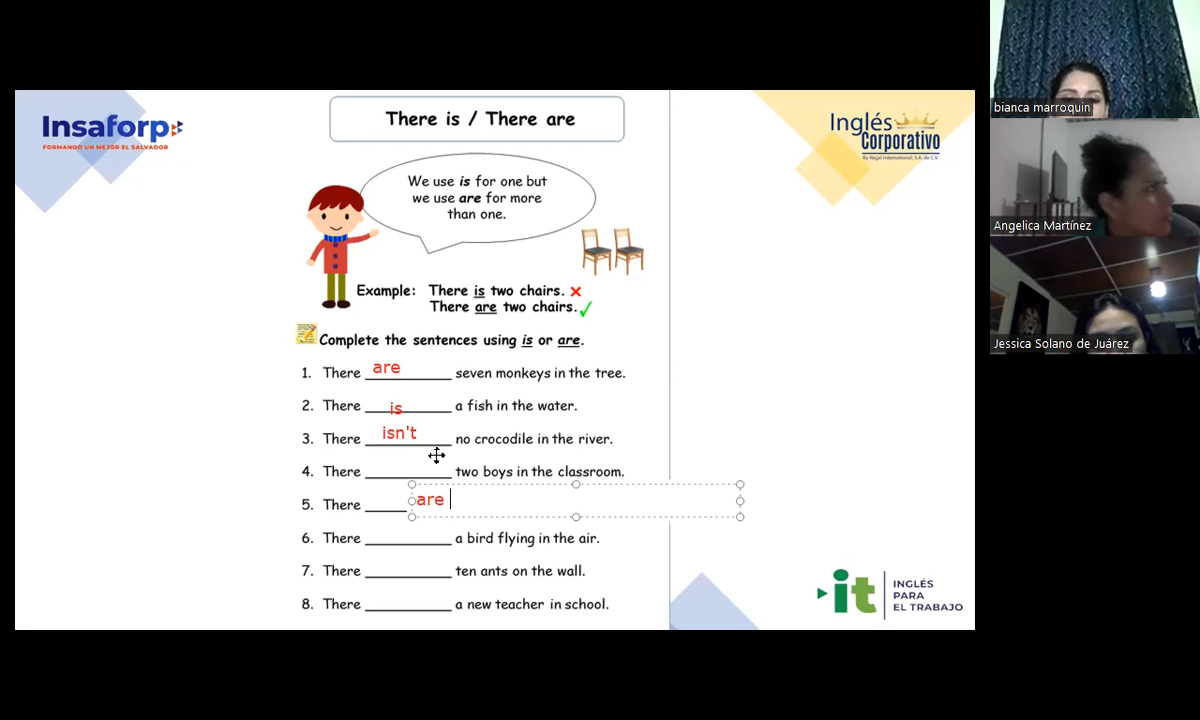 Insaforp
FORMANDO UN MEJOR EL SALVADOR
There is / There are
Inglés
Corporativo
By Regal International, S.A. de C.V.
We use is for one but
we use are for more
than one.
Example: There is two chairs.
There are two chairs.
Complete the sentences using is or are.
1. There are seven monkeys in the tree.
2. There is a fish in the water.
3. There isn't no crocodile in the river.
4. There ________ two boys in the classroom.
5. There ____ are
6. There ________ a bird flying in the air.
7. There ________ ten ants on the wall.
8. There ________ a new teacher in school.
it INGLÉS
PARA
EL TRABAJO
bianca marroquin
Angelica Martínez
Jessica Solano de Juárez